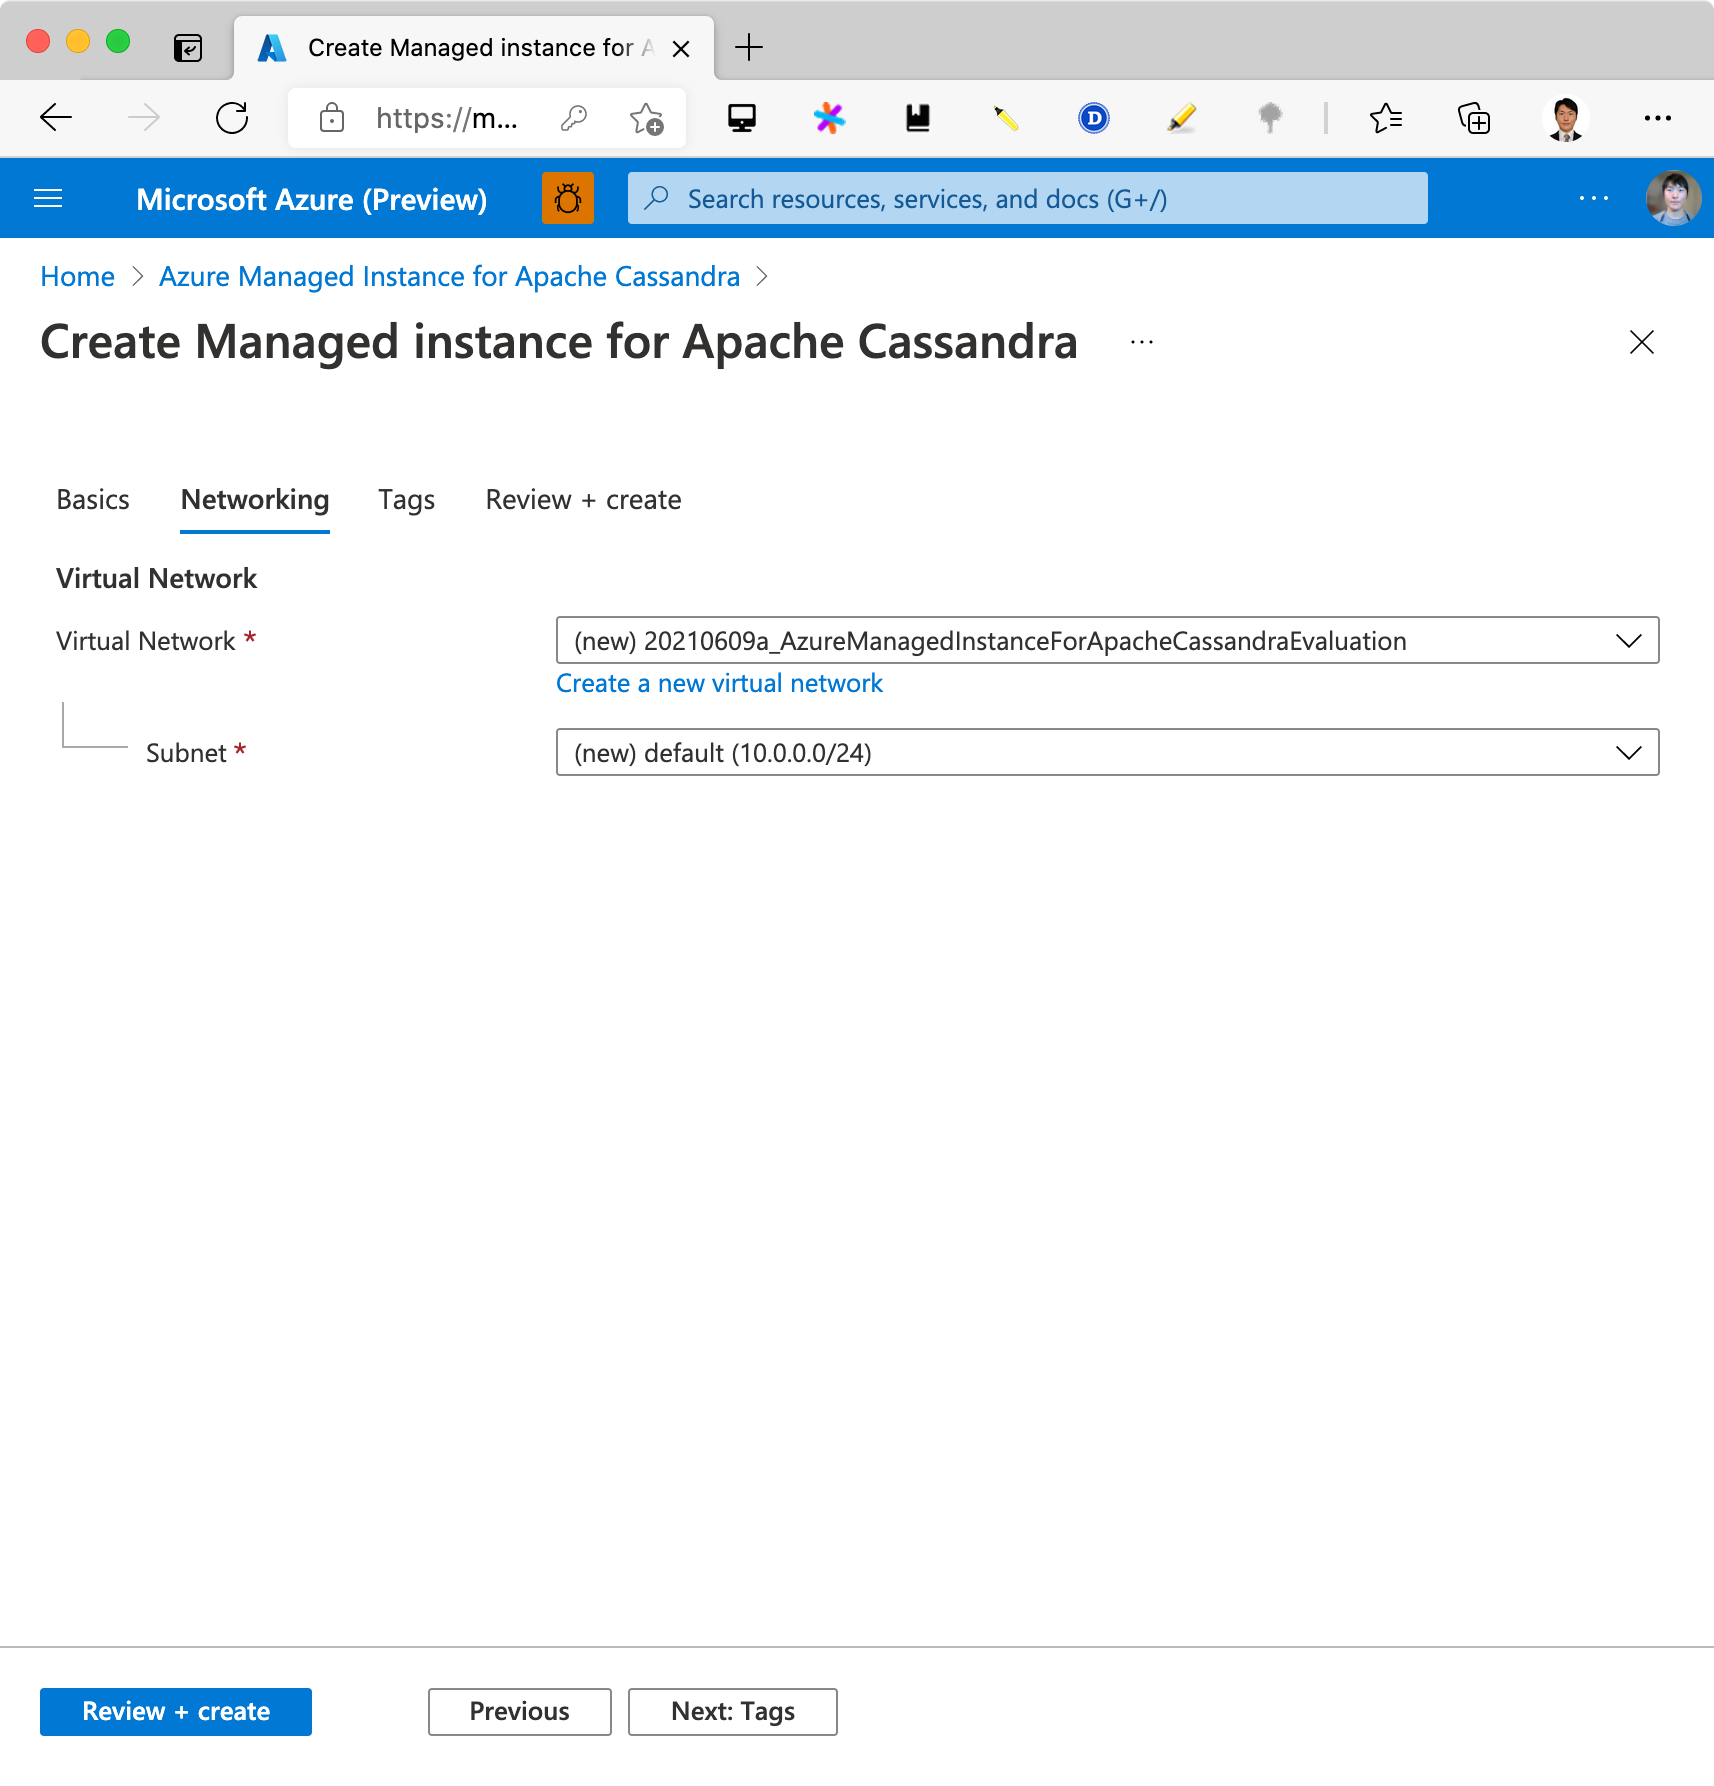 Create Managed instance for A
https://m...
D
Microsoft Azure (Preview)
Search resources, services, and docs (G+/)
Home > Azure Managed Instance for Apache Cassandra >
Create Managed instance for Apache Cassandra ...
Basics Networking Tags Review + create
Virtual Network
Virtual Network * (new) 20210609a_AzureManagedInstanceForApacheCassandraEvaluation
Create a new virtual network
Subnet * (new) default (10.0.0.0/24)
Review + create Previous Next: Tags